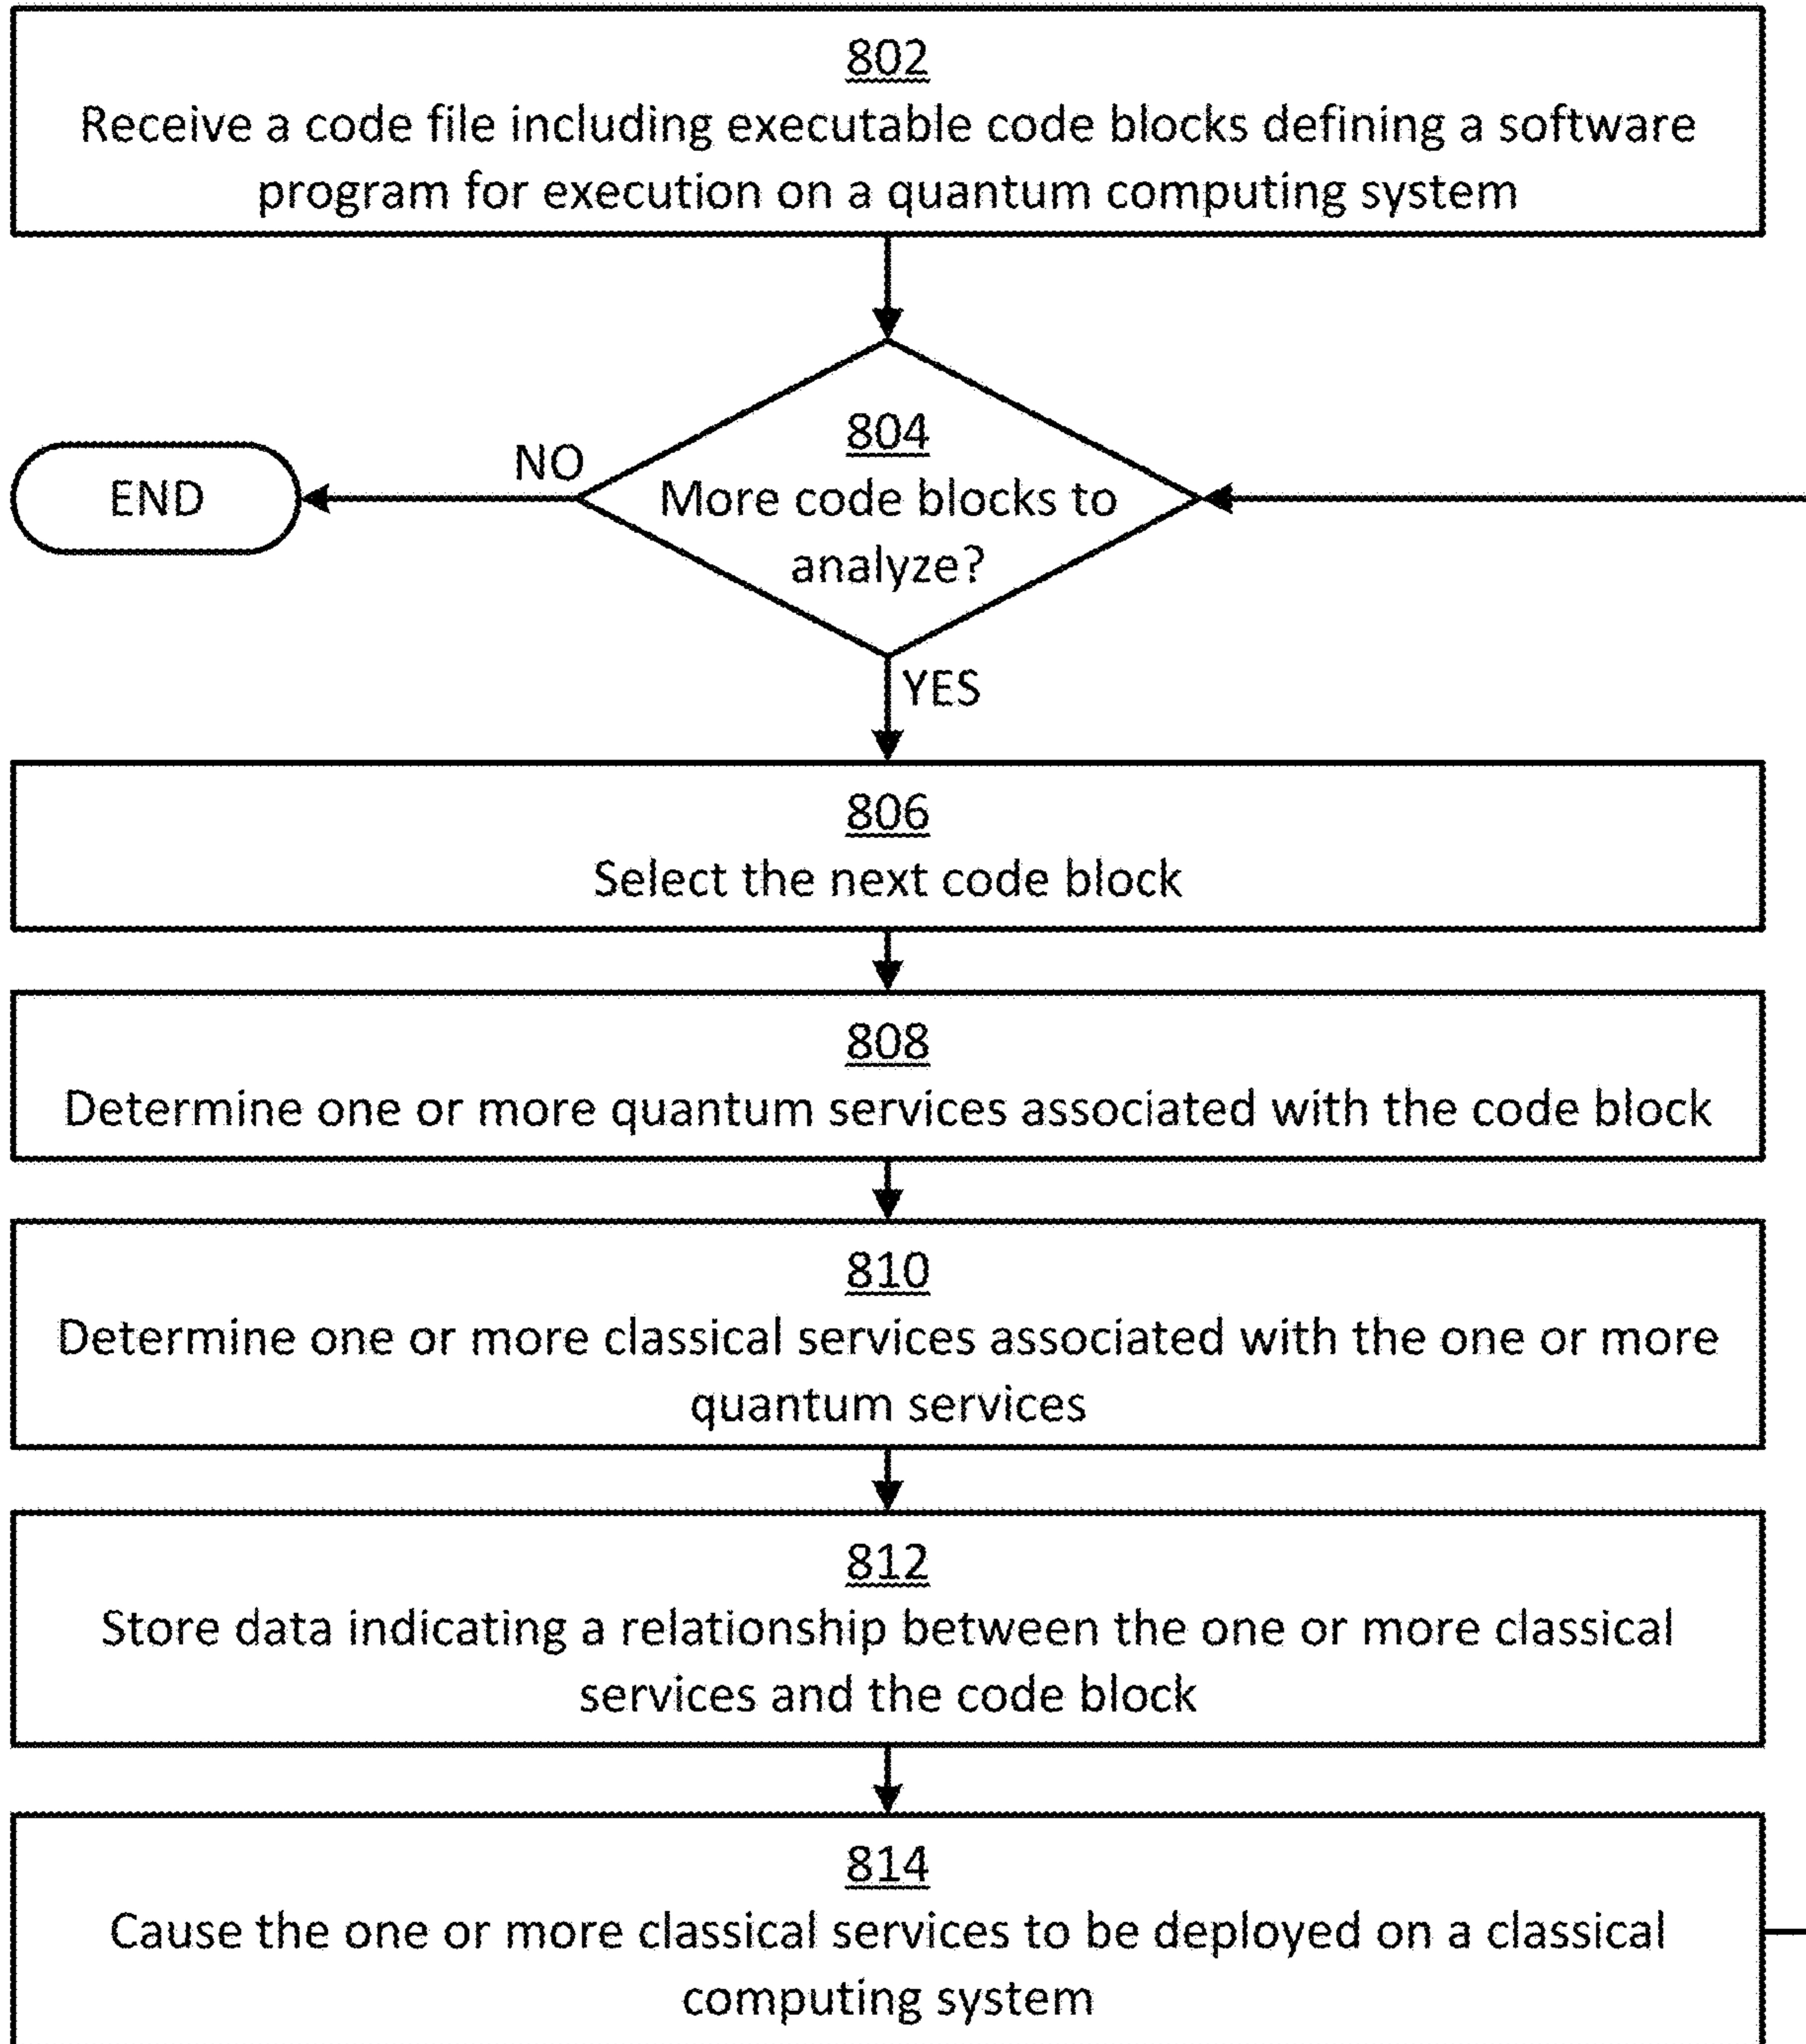 802
Receive a code file including executable code blocks defining a software
program for execution on a quantum computing system
804
More code blocks to
analyze?
NO
END
YES
806
Select the next code block
808
Determine one or more quantum services associated with the code block
810
Determine one or more classical services associated with the one or more
quantum services
812
Store data indicating a relationship between the one or more classical
services and the code block
814
Cause the one or more classical services to be deployed on a classical
computing system